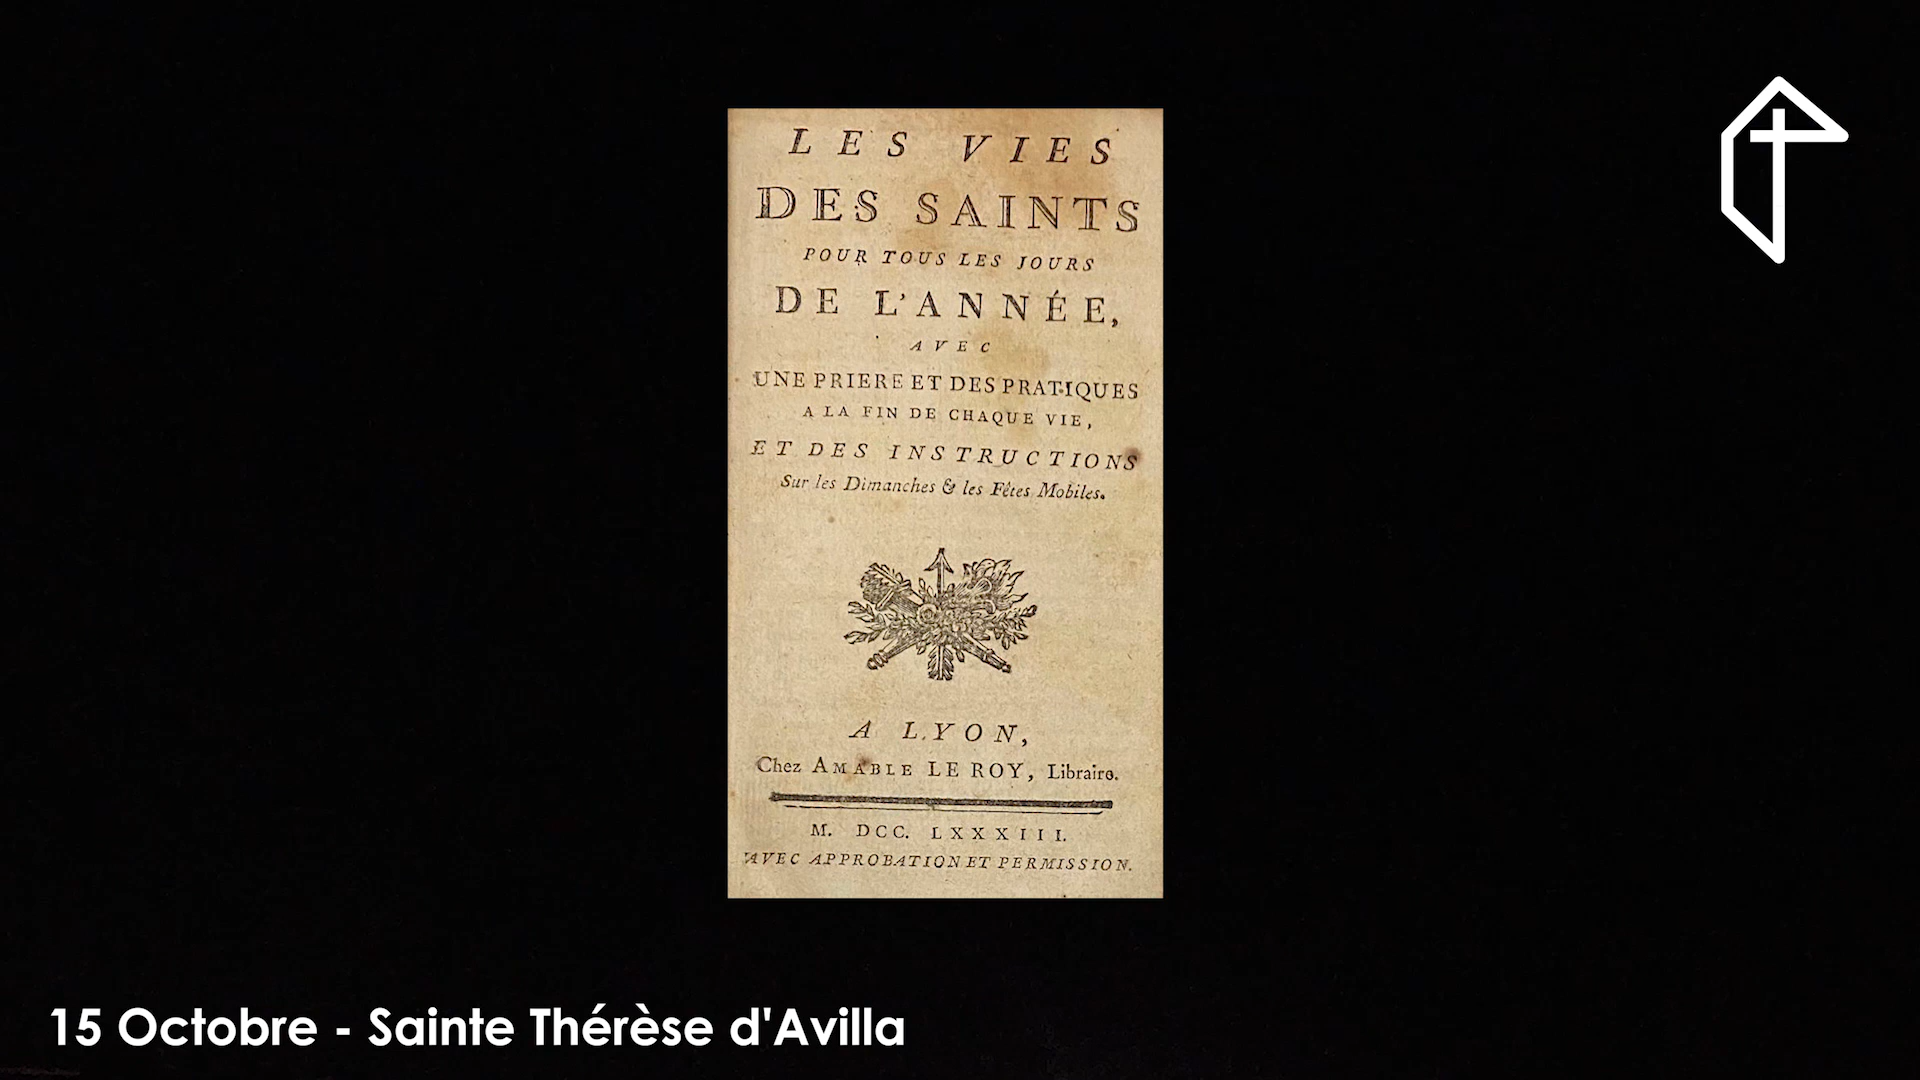 LES VIES
DES SAINTS
POUR TOUS LES JOURS
DE L'ANNÉE,
AVEC
UNE PRIERE ET DES PRATIQUES
A LA FIN DE CHAQUE VIE,
ET DES INSTRUCTIONS
Sur les Dimanches & les Fêtes Mobiles.
A LYON,
Chez AMABLE LE ROY, Libraire.
M. DCC. LXXXIII.
AVEC APPROBATION ET PERMISSION.
15 Octobre - Sainte Thérèse d'Avilla